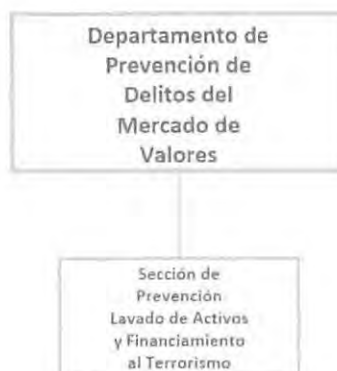 Departamento de
Prevención de
Delitos del
Mercado de
Valores
Sección de
Prevención
Lavado de Activos
y Financiamiento
al Terrorismo